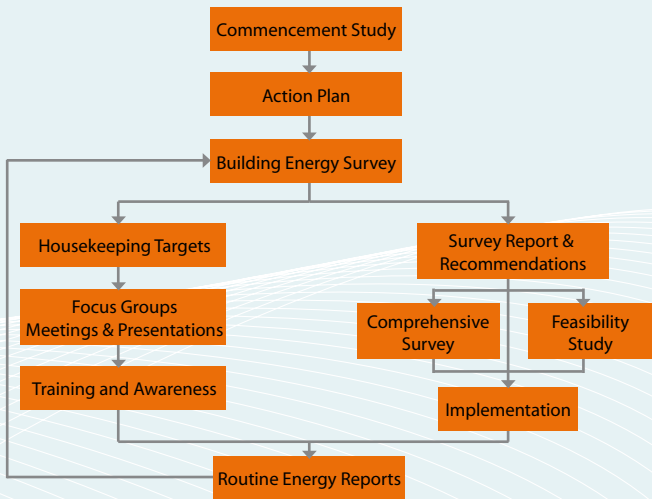 Commencement Study
Action Plan
Building Energy Survey
Housekeeping Targets
Focus Groups
Meetings & Presentations
Training and Awareness
Survey Report &
Recommendations
Comprehensive
Survey
Feasibility
Study
Implementation
Routine Energy Reports